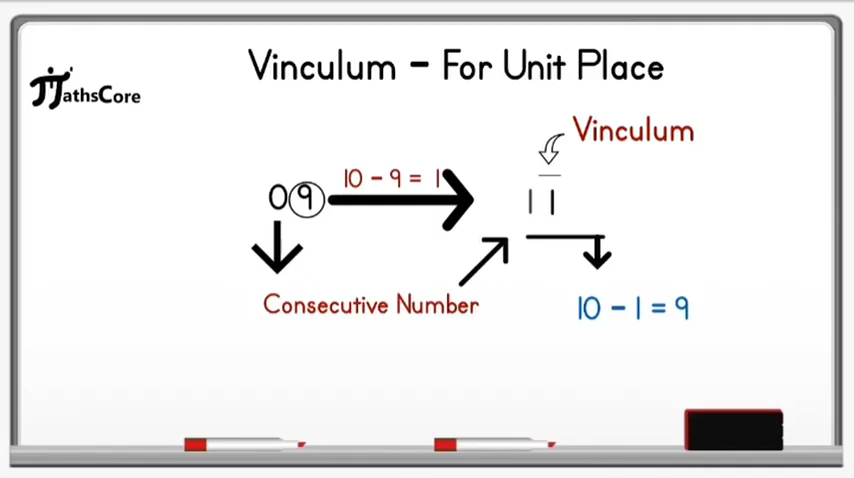 Vinculum – For Unit Place
MathsCore
Vinculum
10 – 9 = 1
09
11̅
Consecutive Number
10 – 1 = 9